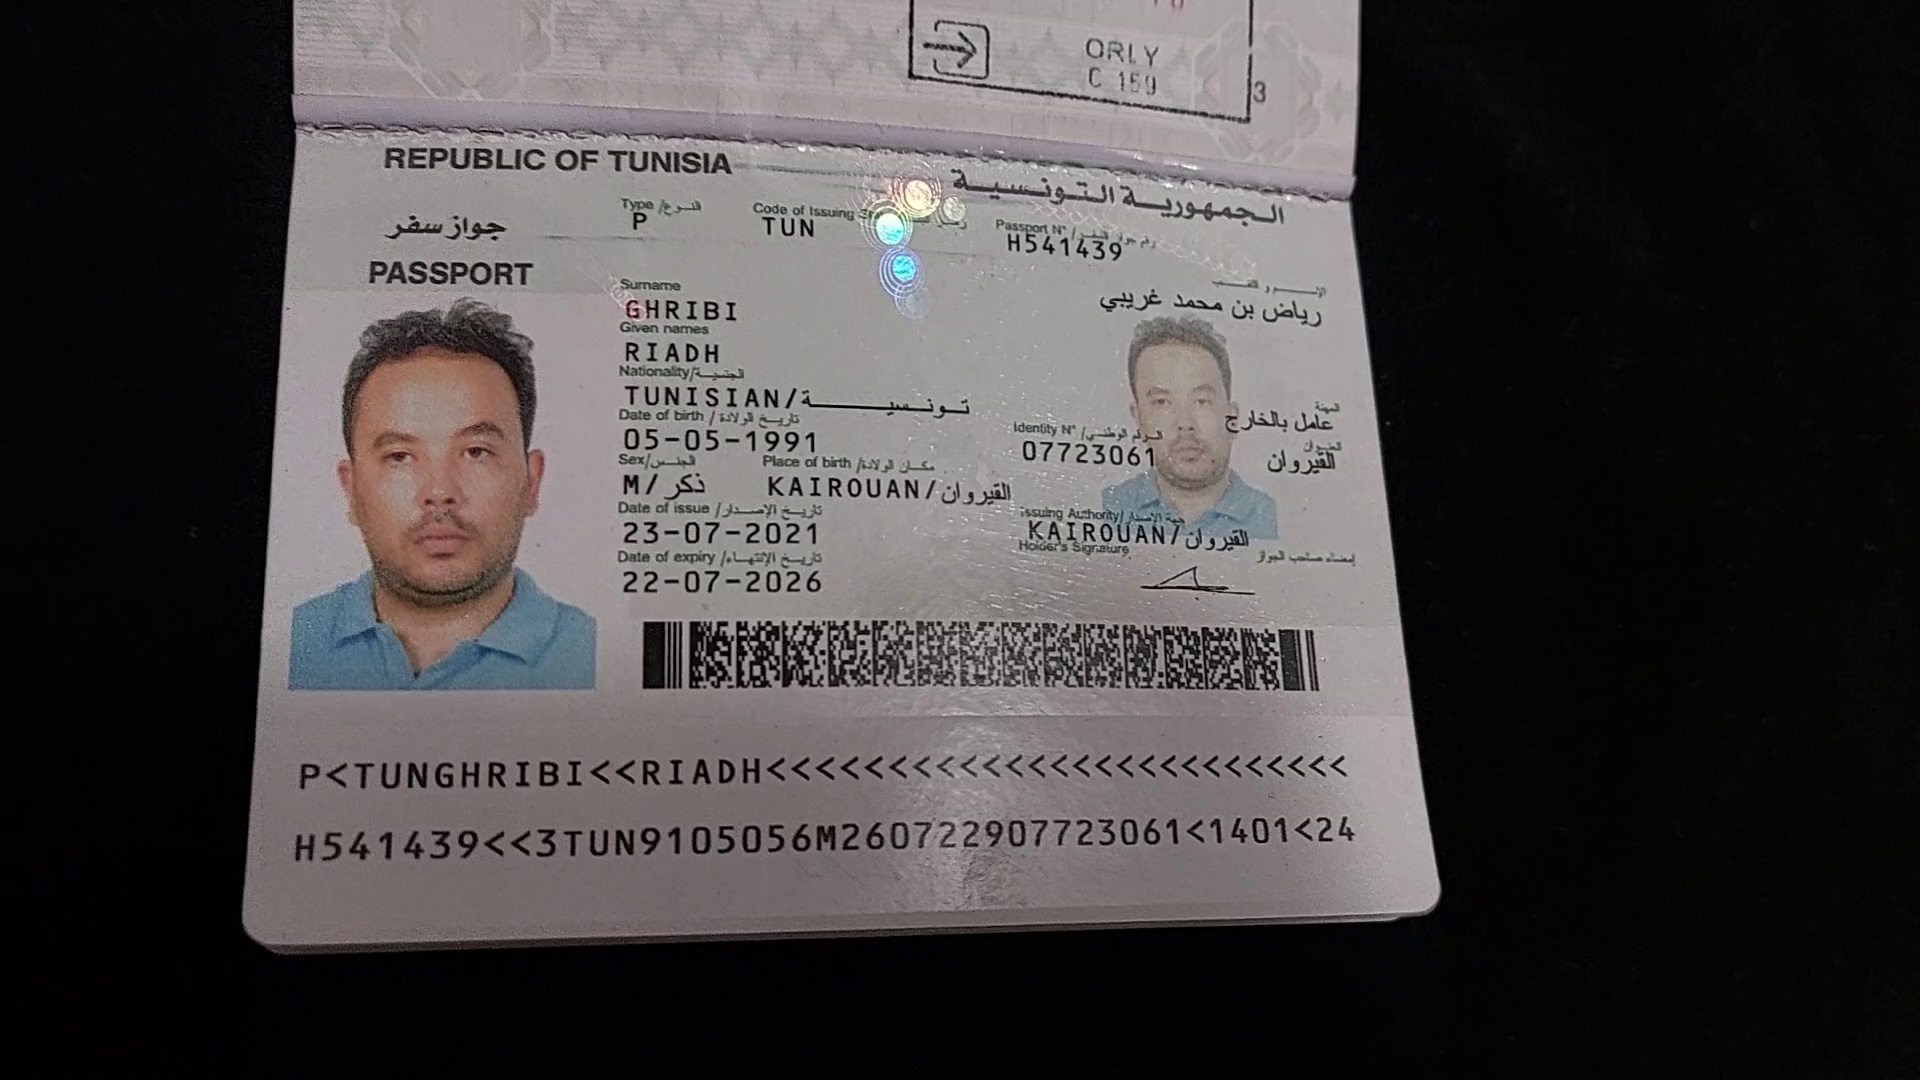 ORLY
C 159
3
REPUBLIC OF TUNISIA
الجمهورية التونسية
جواز سفر
Type/النوع
P
Code of Issuing
TUN
Passport N°/رقم جواز السفر
H541439
PASSPORT
Surname
GHRIBI
الإسم و اللقب
رياض بن محمد غريبي
Given names
RIADH
Nationality/الجنسية
TUNISIAN/تونسية
المهنة
عامل بالخارج
Date of birth/تاريخ الولادة
05-05-1991
Identity N°/الرقم الوطني
07723061
العنوان
القيروان
Sex/الجنس
M/ذكر
Place of birth/مكان الولادة
KAIROUAN/القيروان
Date of issue/تاريخ الإصدار
23-07-2021
Issuing Authority/جهة الإصدار
KAIROUAN/القيروان
Date of expiry/تاريخ الإنتهاء
22-07-2026
Holder's Signature
إمضاء صاحب الجواز
P<TUNGHRIBI<<RIADH<<<<<<<<<<<<<<<<<<<<<<<<<<
H541439<<3TUN9105056M260722907723061<1401<24